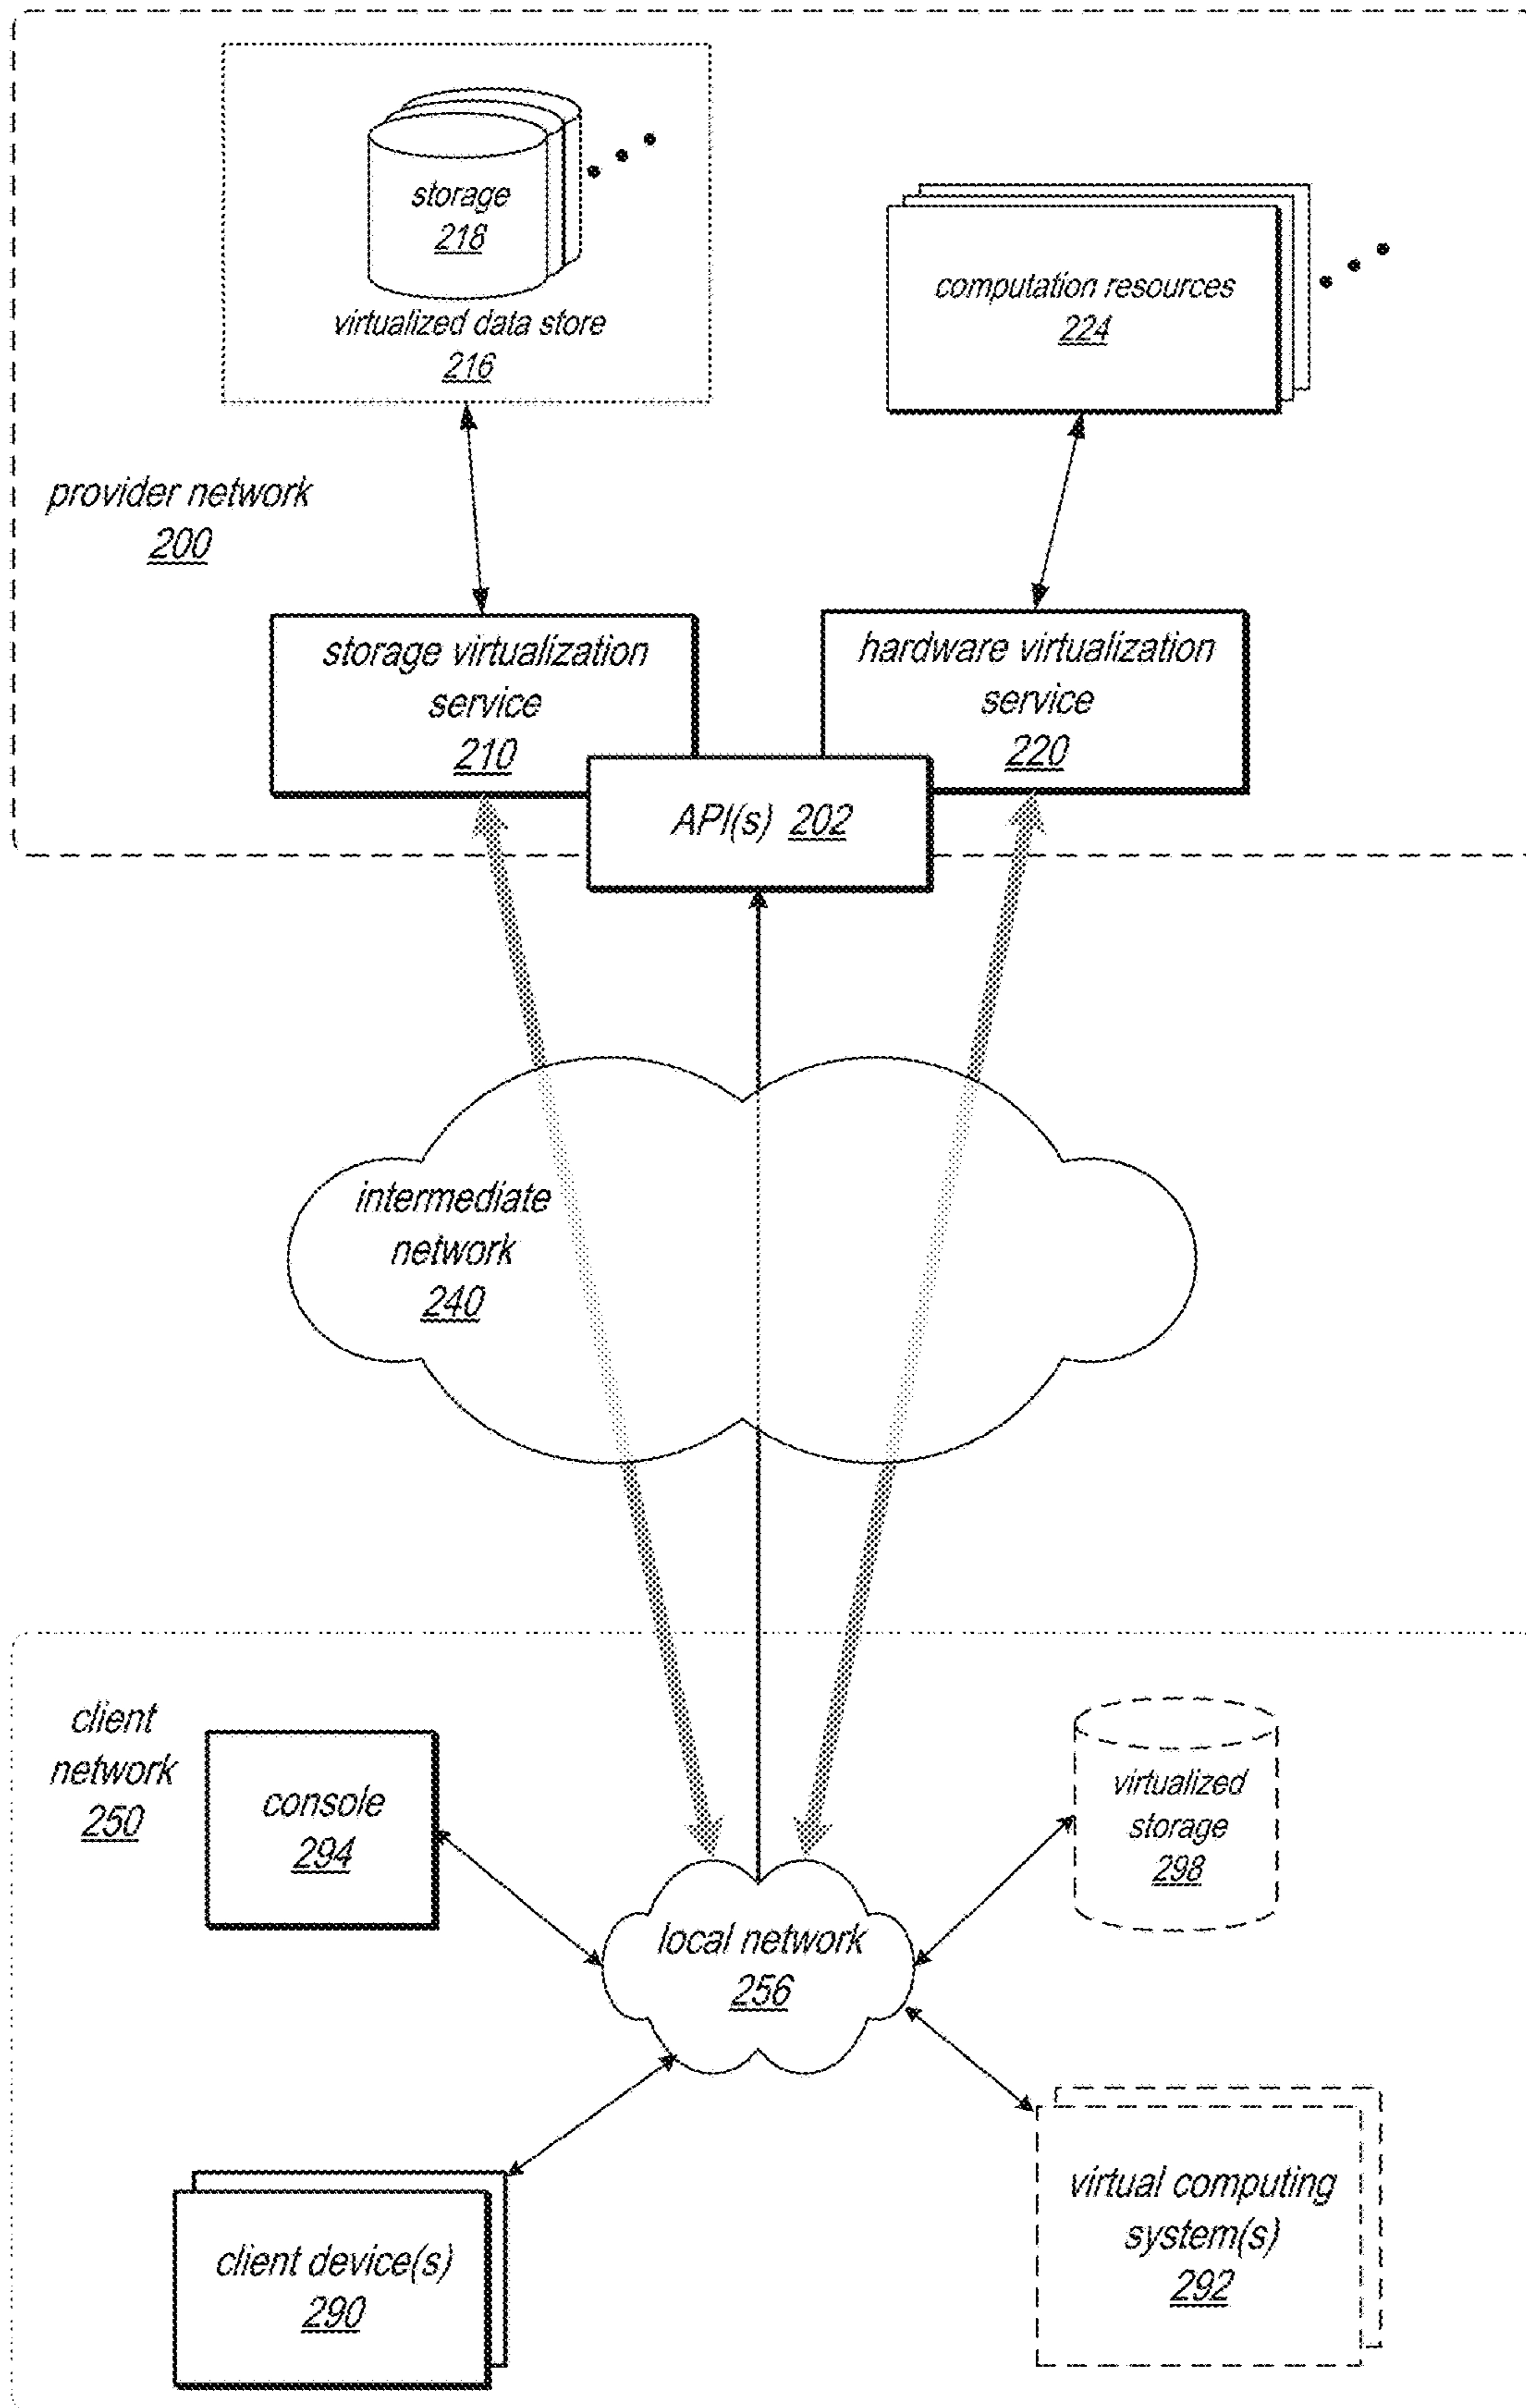 storage
218
virtualized data store
216
computation resources
224
provider network
200
storage virtualization
service
210
hardware virtualization
service
220
API(s) 202
intermediate
network
240
client
network
250
console
294
virtualized
storage
298
local network
256
client device(s)
290
virtual computing
system(s)
292